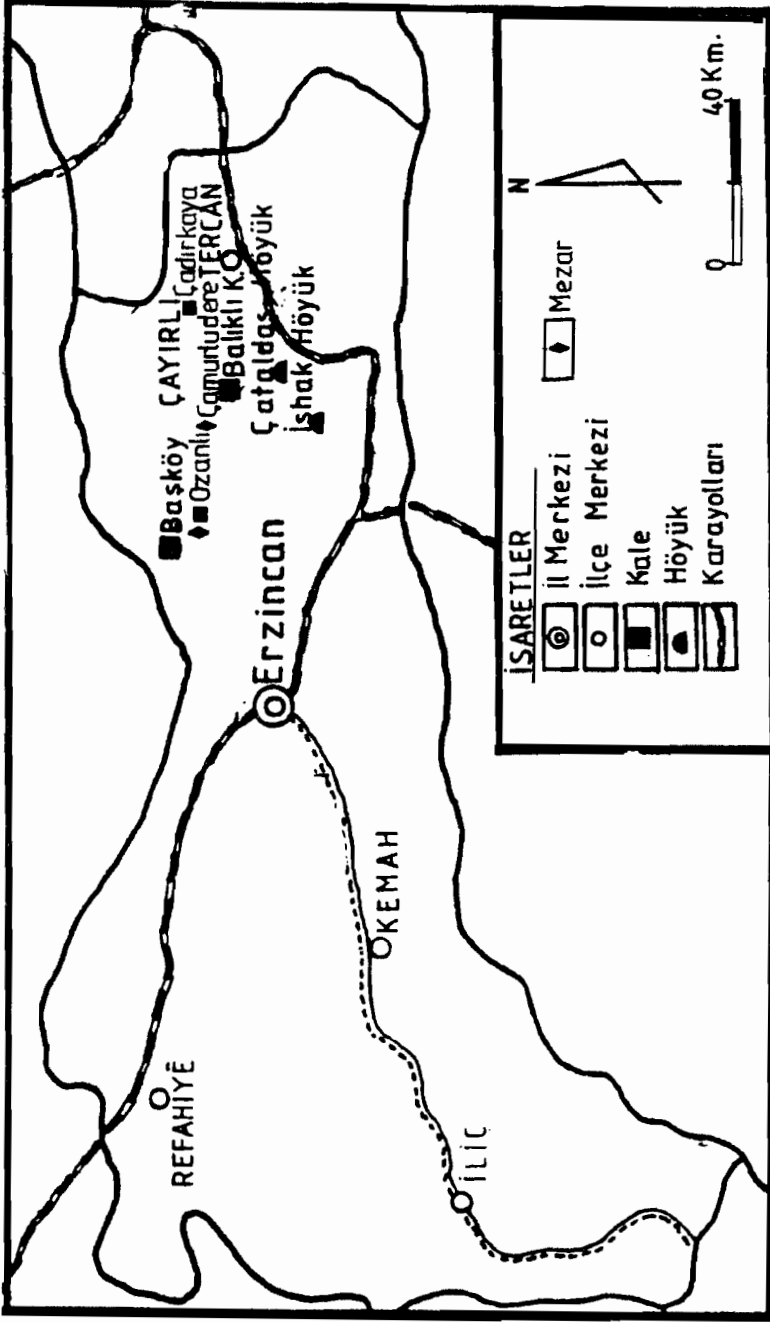 Başköy
Ozanlı
ÇAYIRLI
Çadırkaya
Çamurludere
TERCAN
Balıklı K.
Çataldaş Höyük
İshak Höyük
Erzincan
REFAHİYE
KEMAH
İLİÇ
İŞARETLER
İl Merkezi
İlçe Merkezi
Kale
Höyük
Karayolları
Mezar
N
0 40 Km.